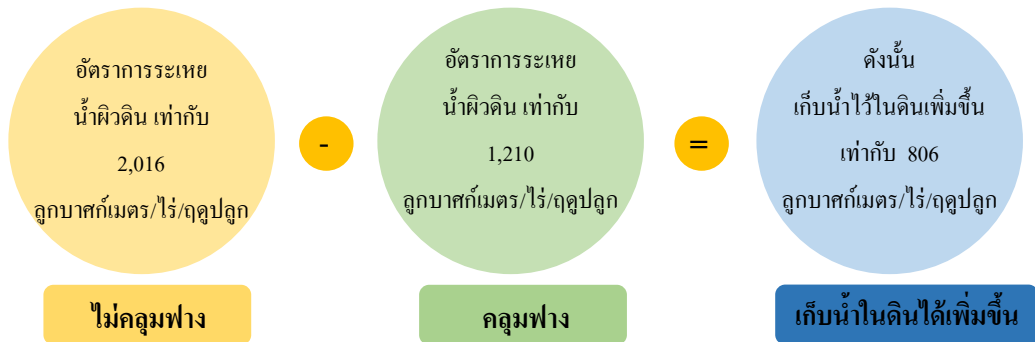 อัตราการระเหย
น้ำผิวดิน เท่ากับ
2,016
ลูกบาศก์เมตร/ไร่/ฤดูปลูก
ไม่คลุมฟาง
-
อัตราการระเหย
น้ำผิวดิน เท่ากับ
1,210
ลูกบาศก์เมตร/ไร่/ฤดูปลูก
คลุมฟาง
=
ดังนั้น
เก็บน้ำไว้ในดินเพิ่มขึ้น
เท่ากับ 806
ลูกบาศก์เมตร/ไร่/ฤดูปลูก
เก็บน้ำในดินได้เพิ่มขึ้น